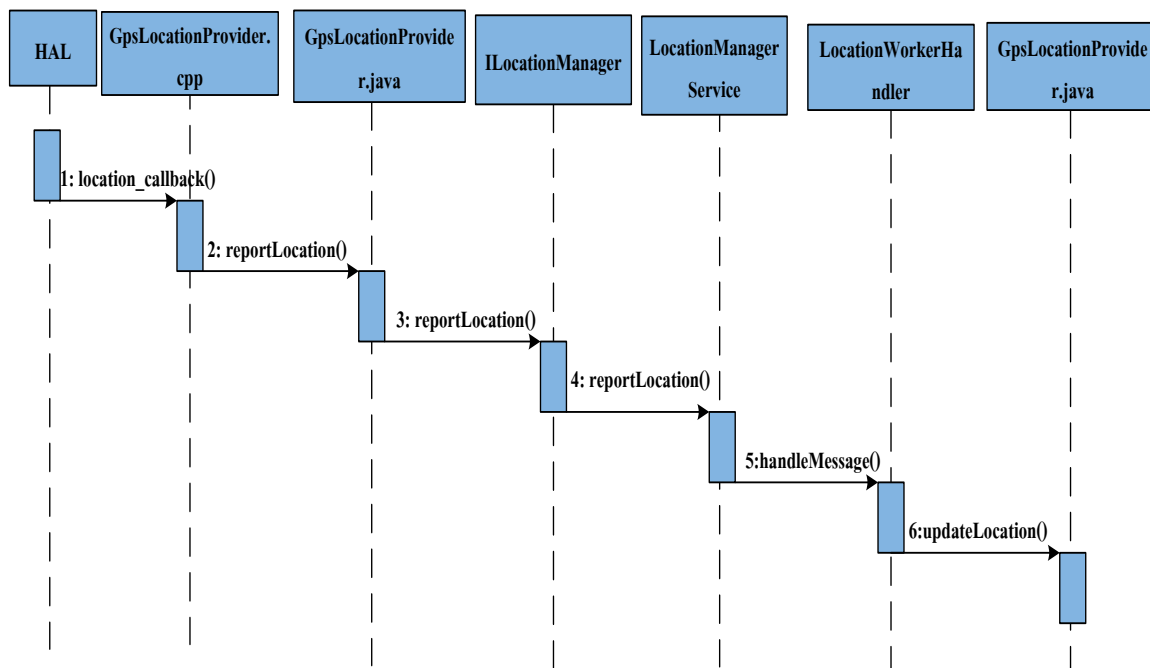 HAL
GpsLocationProvider.
cpp
GpsLocationProvide
r.java
ILocationManager
LocationManager
Service
LocationWorkerHa
ndler
GpsLocationProvide
r.java
1: location_callback()
2: reportLocation()
3: reportLocation()
4: reportLocation()
5:handleMessage()
6:updateLocation()